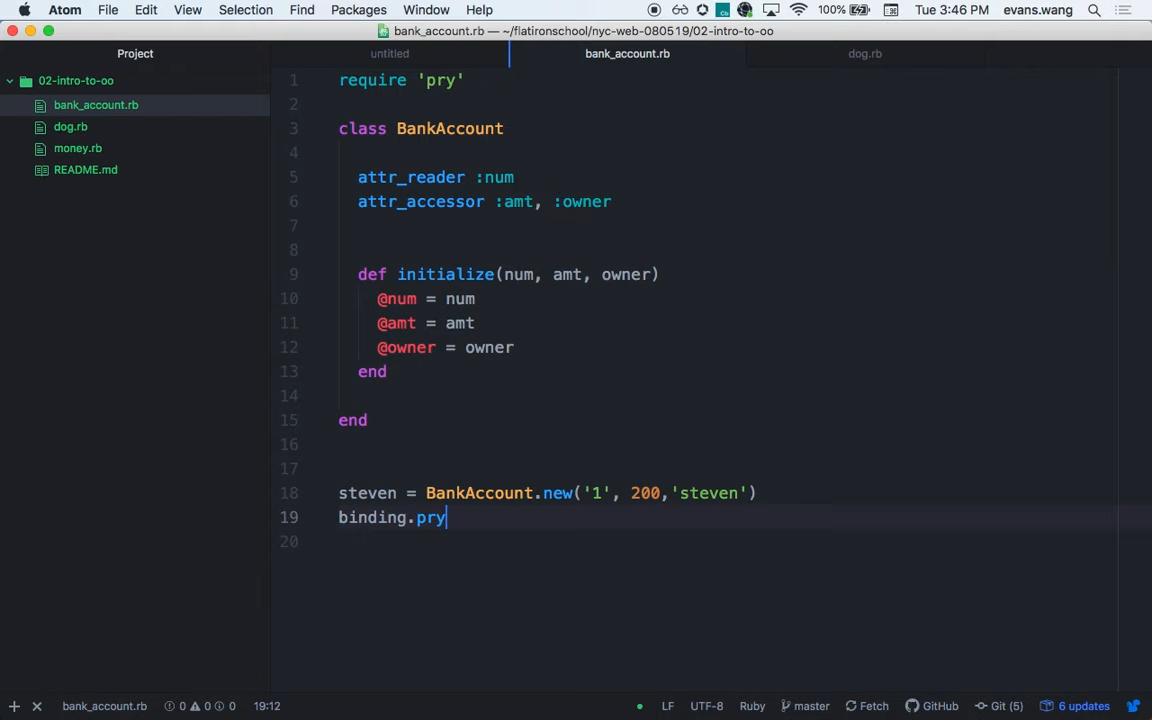 Atom File Edit View Selection Find Packages Window Help 100% Tue 3:46 PM evans.wang
bank_account.rb — ~/flatironschool/nyc-web-080519/02-intro-to-oo
Project untitled bank_account.rb dog.rb
02-intro-to-oo
bank_account.rb
dog.rb
money.rb
README.md
1 require 'pry'
2
3 class BankAccount
4
5 attr_reader :num
6 attr_accessor :amt, :owner
7
8
9 def initialize(num, amt, owner)
10 @num = num
11 @amt = amt
12 @owner = owner
13 end
14
15 end
16
17
18 steven = BankAccount.new('1', 200,'steven')
19 binding.pry
20
bank_account.rb 0 0 0 19:12 LF UTF-8 Ruby master Fetch GitHub Git (5) 6 updates